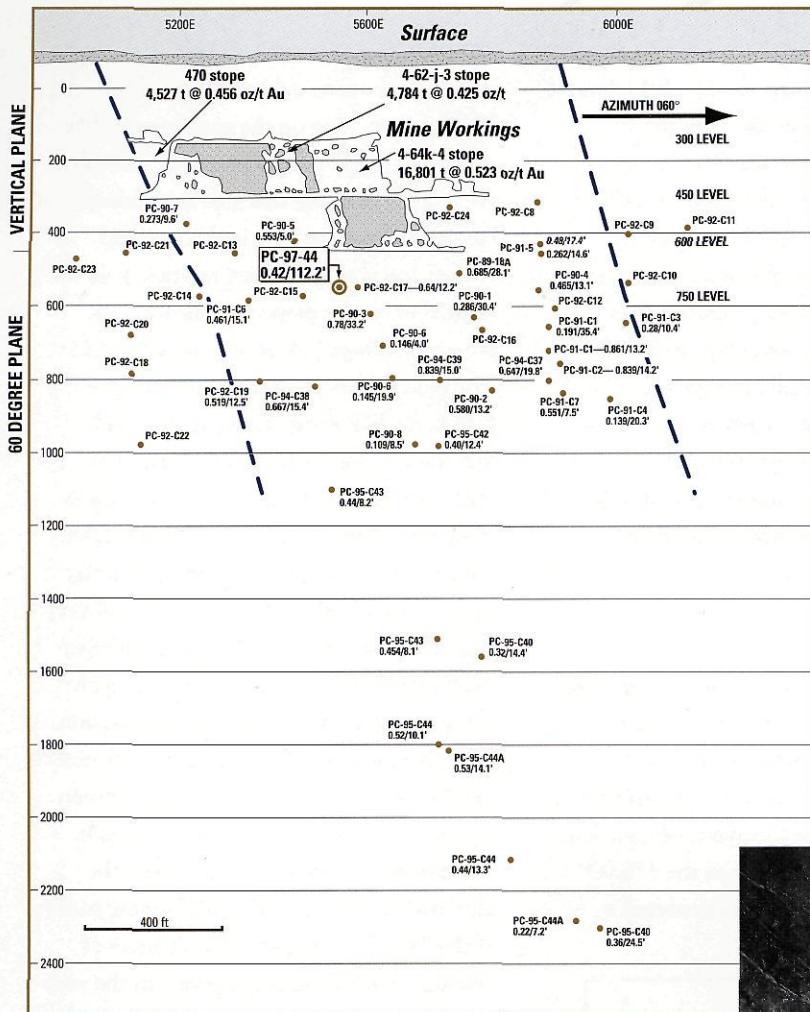 5200E 5600E 6000E
Surface
470 stope
4,527 t @ 0.456 oz/t Au
4-62-j-3 stope
4,784 t @ 0.425 oz/t
Mine Workings
4-64k-4 stope
16,801 t @ 0.523 oz/t Au
AZIMUTH 060°
300 LEVEL
450 LEVEL
600 LEVEL
750 LEVEL
VERTICAL PLANE
60 DEGREE PLANE
0
200
400
600
800
1000
1200
1400
1600
1800
2000
2200
2400
PC-90-7
0.273/9.6'
PC-90-5
0.553/5.0'
PC-92-C24
PC-92-C8
PC-92-C9
PC-92-C11
PC-92-C23
PC-92-C21
PC-92-C13
PC-97-44
0.42/112.2'
PC-91-5
0.48/17.4'
0.262/14.6'
PC-89-18A
0.685/28.1'
PC-92-C14
PC-91-C6
0.461/15.1'
PC-92-C15
PC-92-C17—0.64/12.2'
PC-90-4
0.465/13.1'
PC-92-C10
PC-90-3
0.78/33.2'
PC-90-1
0.286/30.4'
PC-92-C12
PC-92-C20
PC-92-C16
PC-91-C1
0.191/35.4'
PC-91-C3
0.28/10.4'
PC-90-6
0.146/4.0'
PC-91-C1—0.861/13.2'
PC-92-C18
PC-94-C39
0.839/15.0'
PC-94-C37
0.647/19.8'
PC-91-C2—0.839/14.2'
PC-92-C19
0.519/12.5'
PC-94-C38
0.667/15.4'
PC-90-6
0.145/19.9'
PC-90-2
0.580/13.2'
PC-91-C7
0.551/7.5'
PC-91-C4
0.139/20.3'
PC-92-C22
PC-90-8
0.109/8.5'
PC-95-C42
0.40/12.4'
PC-95-C43
0.44/8.2'
PC-95-C43
0.454/8.1'
PC-95-C40
0.32/14.4'
PC-95-C44
0.52/10.1'
PC-95-C44A
0.53/14.1'
PC-95-C44
0.44/13.3'
PC-95-C44A
0.22/7.2'
PC-95-C40
0.36/24.5'
400 ft